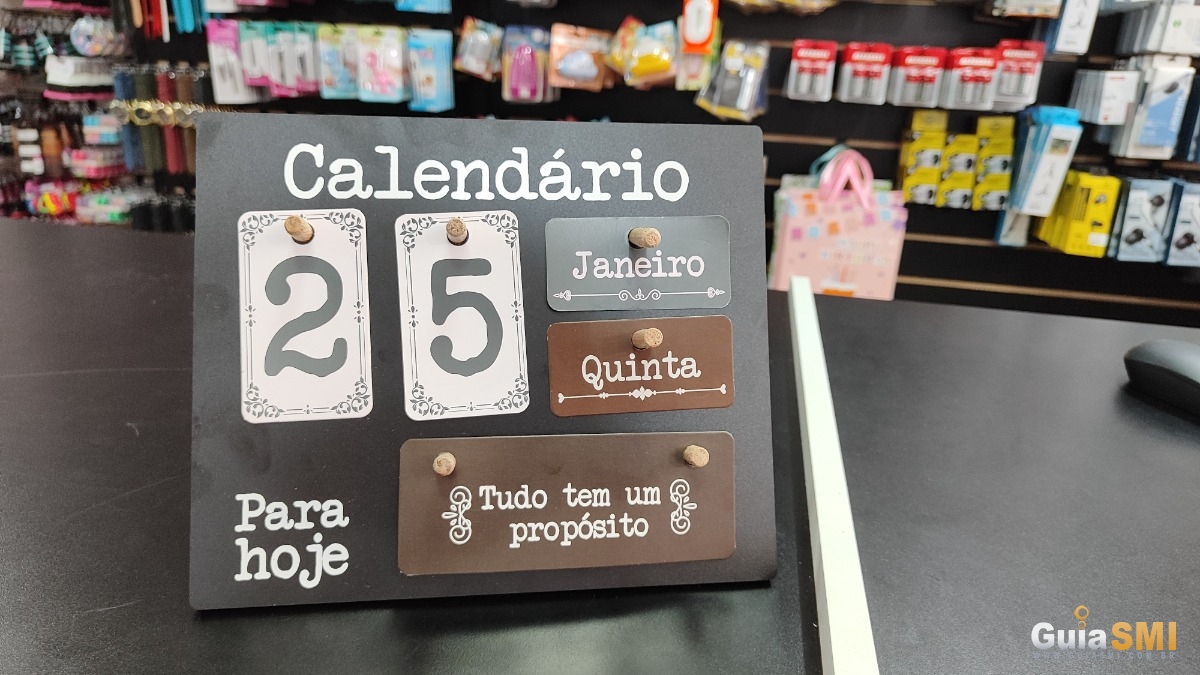 Calendário
2 5
Janeiro
Quinta
Para
hoje
Tudo tem um
propósito
GuiaSMI